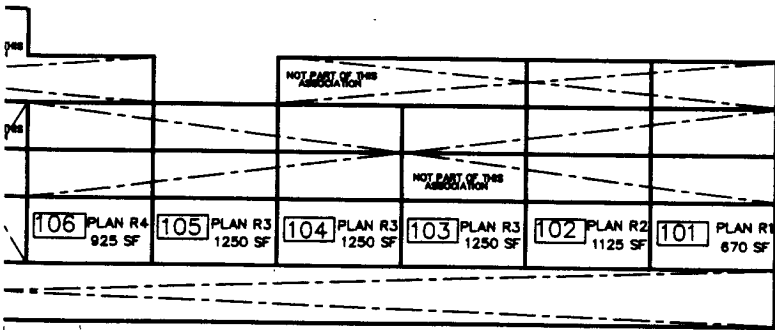 THIS
NOT PART OF THIS
ASSOCIATION
NOT PART OF THIS
ASSOCIATION
106 PLAN R4
925 SF
105 PLAN R3
1250 SF
104 PLAN R3
1250 SF
103 PLAN R3
1250 SF
102 PLAN R2
1125 SF
101 PLAN R1
670 SF